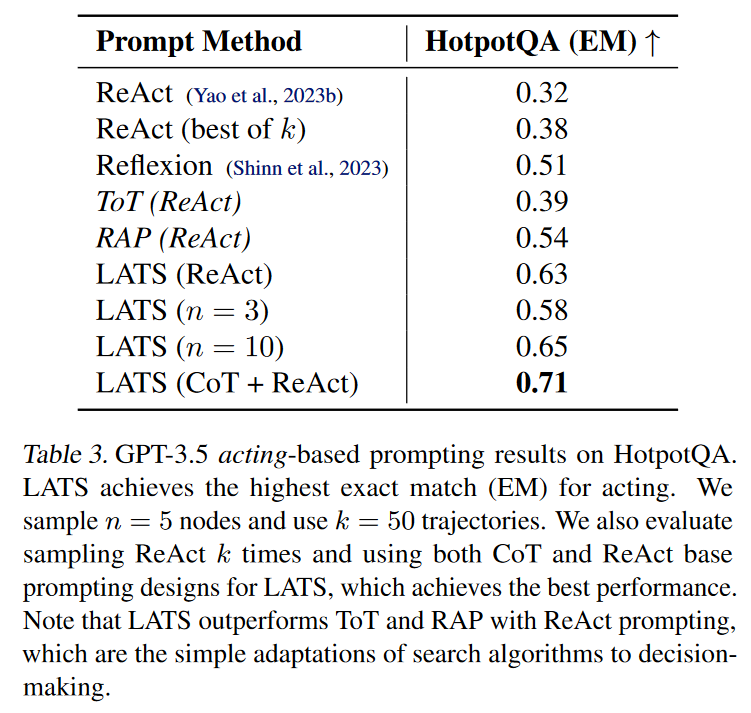 Prompt Method HotpotQA (EM) ↑
ReAct (Yao et al., 2023b) 0.32
ReAct (best of k) 0.38
Reflexion (Shinn et al., 2023) 0.51
ToT (ReAct) 0.39
RAP (ReAct) 0.54
LATS (ReAct) 0.63
LATS (n = 3) 0.58
LATS (n = 10) 0.65
LATS (CoT + ReAct) 0.71
Table 3. GPT-3.5 acting-based prompting results on HotpotQA.
LATS achieves the highest exact match (EM) for acting. We
sample n = 5 nodes and use k = 50 trajectories. We also evaluate
sampling ReAct k times and using both CoT and ReAct base
prompting designs for LATS, which achieves the best performance.
Note that LATS outperforms ToT and RAP with ReAct prompting,
which are the simple adaptations of search algorithms to decision-
making.